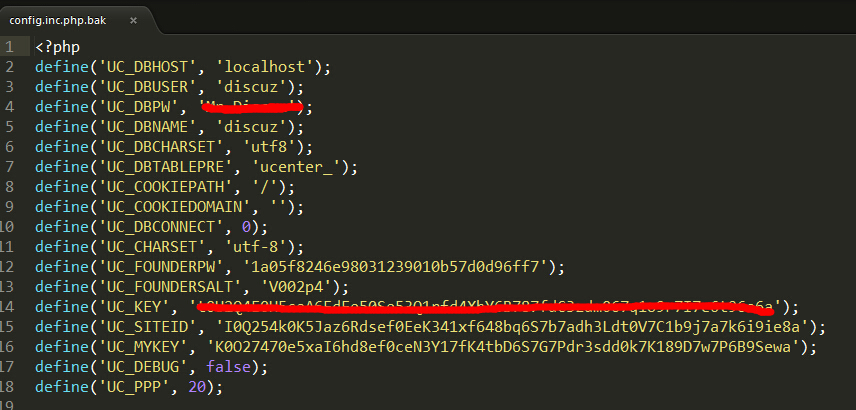 config.inc.php.bak ×
1 <?php
2 define('UC_DBHOST', 'localhost');
3 define('UC_DBUSER', 'discuz');
4 define('UC_DBPW', ');
5 define('UC_DBNAME', 'discuz');
6 define('UC_DBCHARSET', 'utf8');
7 define('UC_DBTABLEPRE', 'ucenter_');
8 define('UC_COOKIEPATH', '/');
9 define('UC_COOKIEDOMAIN', '');
10 define('UC_DBCONNECT', 0);
11 define('UC_CHARSET', 'utf-8');
12 define('UC_FOUNDERPW', '1a05f8246e98031239010b57d0d96ff7');
13 define('UC_FOUNDERSALT', 'V002p4');
14 define('UC_KEY', ');
15 define('UC_SITEID', 'I0Q254k0K5Jaz6Rdsef0EeK341xf648bq6S7b7adh3Ldt0V7C1b9j7a7k6i9ie8a');
16 define('UC_MYKEY', 'K0O27470e5xaI6hd8ef0ceN3Y17fK4tbD6S7G7Pdr3sdd0k7K189D7w7P6B9Sewa');
17 define('UC_DEBUG', false);
18 define('UC_PPP', 20);